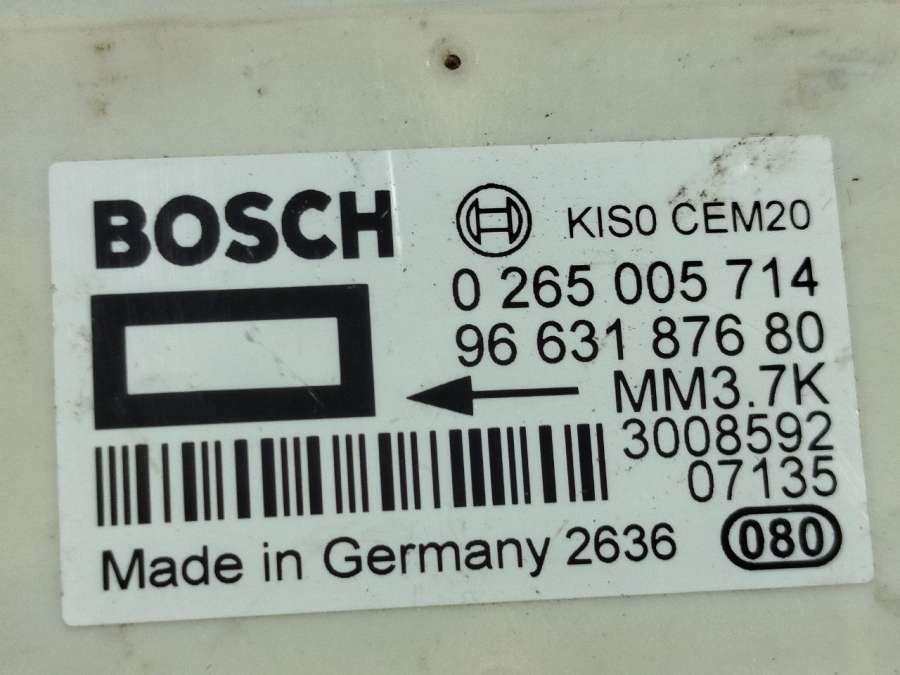 BOSCH KIS0 CEM20
0 265 005 714
96 631 876 80
MM3.7K
3008592
07135
Made in Germany 2636 080